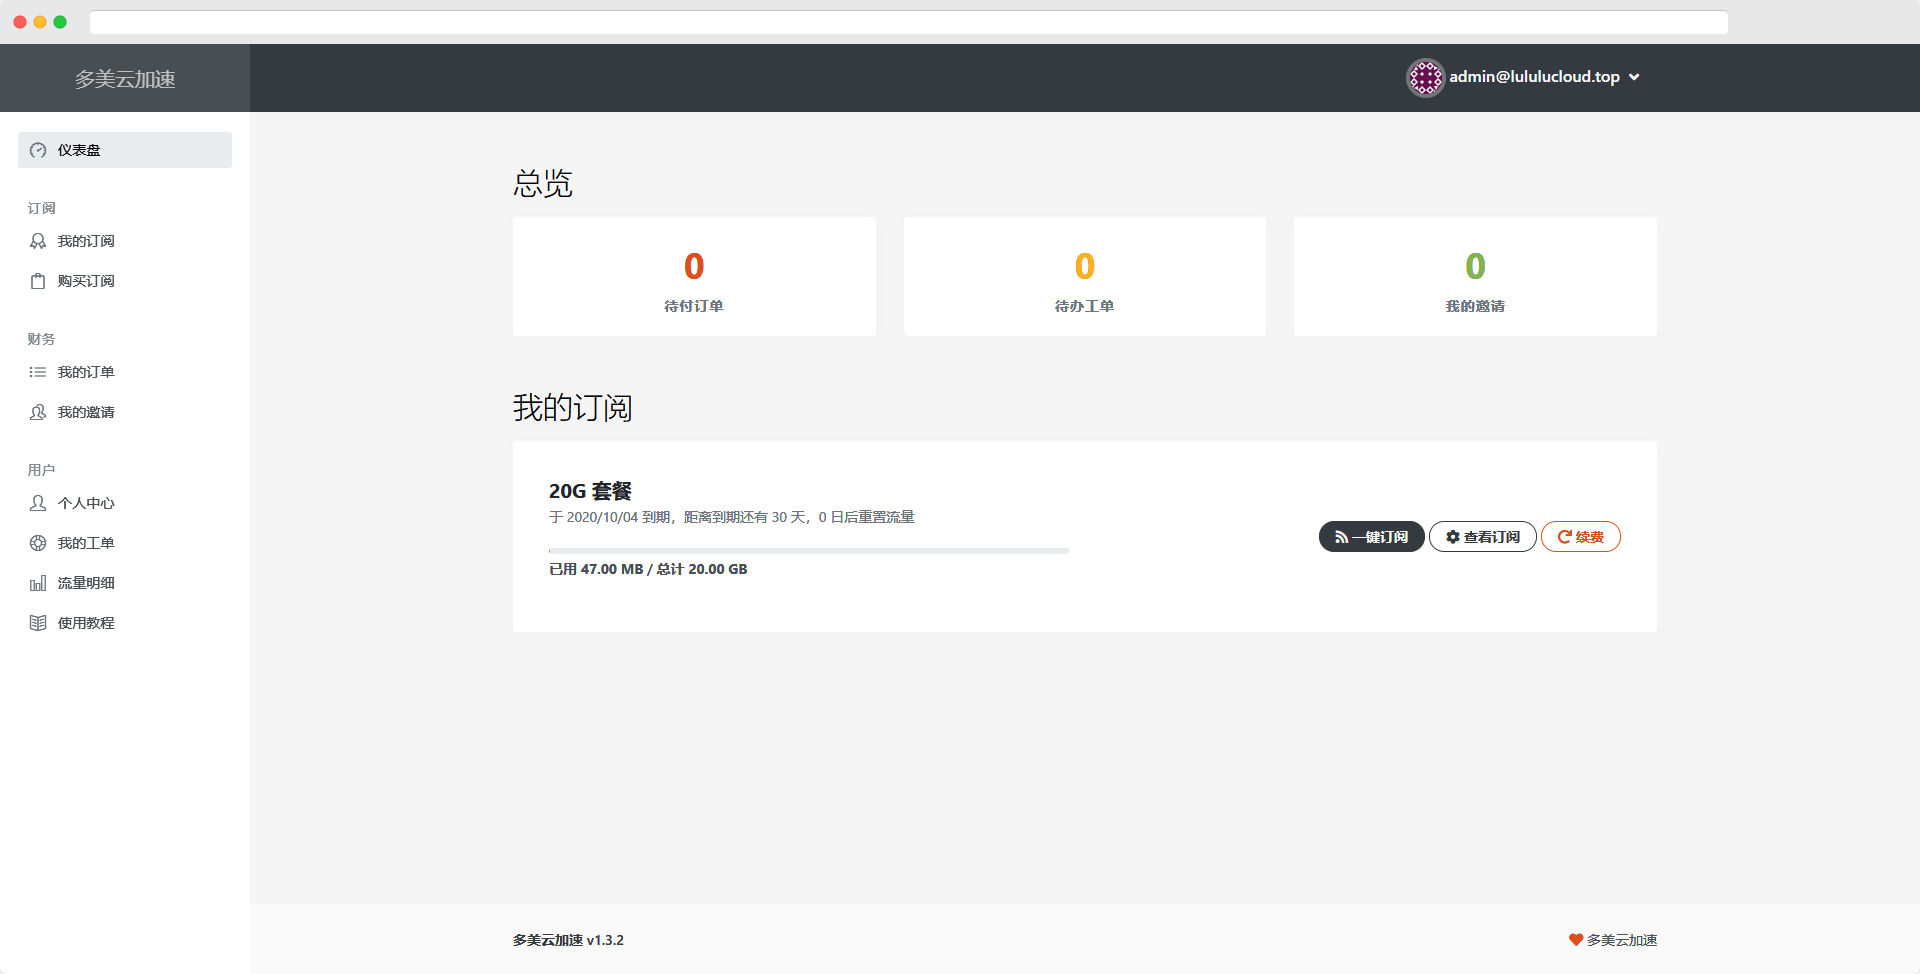 多美云加速
admin@lululucloud.top
仪表盘
订阅
我的订阅
购买订阅
财务
我的订单
我的邀请
用户
个人中心
我的工单
流量明细
使用教程
总览
0
待付订单
0
待办工单
0
我的邀请
我的订阅
20G 套餐
于 2020/10/04 到期，距离到期还有 30 天，0 日后重置流量
已用 47.00 MB / 总计 20.00 GB
一键订阅
查看订阅
续费
多美云加速 v1.3.2
多美云加速